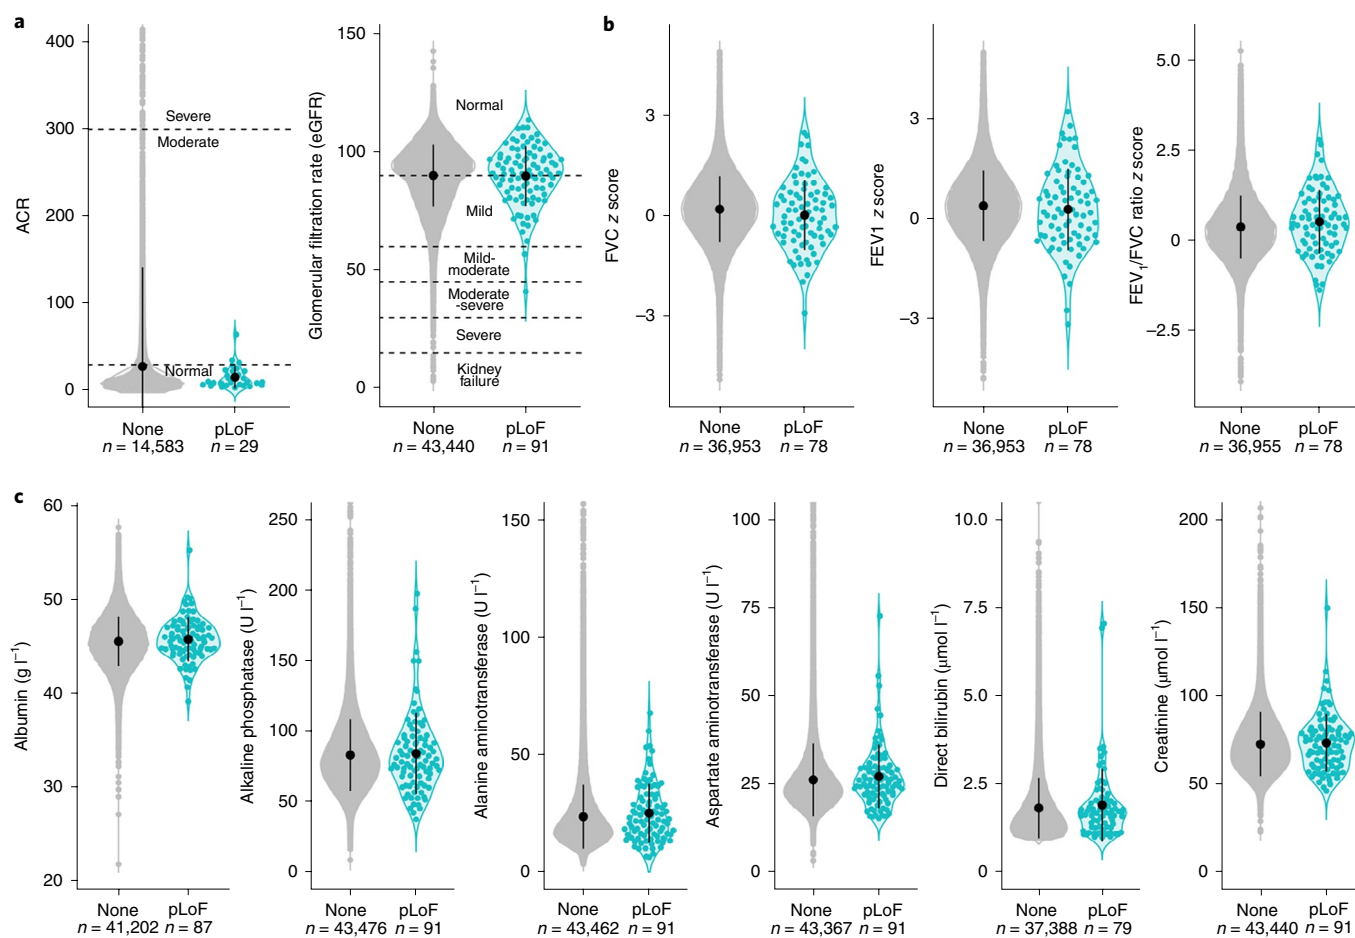 a
ACR
400
300
200
100
0
Severe
Moderate
Normal
None
n = 14,583
pLoF
n = 29
Glomerular filtration rate (eGFR)
150
100
50
0
Normal
Mild
Mild-
moderate
Moderate
-severe
Severe
Kidney
failure
None
n = 43,440
pLoF
n = 91
b
FVC z score
3
0
–3
None
n = 36,953
pLoF
n = 78
FEV1 z score
3
0
–3
None
n = 36,953
pLoF
n = 78
FEV₁/FVC ratio z score
5.0
2.5
0
–2.5
None
n = 36,955
pLoF
n = 78
c
Albumin (g l⁻¹)
60
50
40
30
20
None
n = 41,202
pLoF
n = 87
Alkaline phosphatase (U l⁻¹)
250
200
150
100
50
0
None
n = 43,476
pLoF
n = 91
Alanine aminotransferase (U l⁻¹)
150
100
50
0
None
n = 43,462
pLoF
n = 91
Aspartate aminotransferase (U l⁻¹)
100
75
50
25
0
None
n = 43,367
pLoF
n = 91
Direct bilirubin (μmol l⁻¹)
10.0
7.5
5.0
2.5
0
None
n = 37,388
pLoF
n = 79
Creatinine (μmol l⁻¹)
200
150
100
50
0
None
n = 43,440
pLoF
n = 91